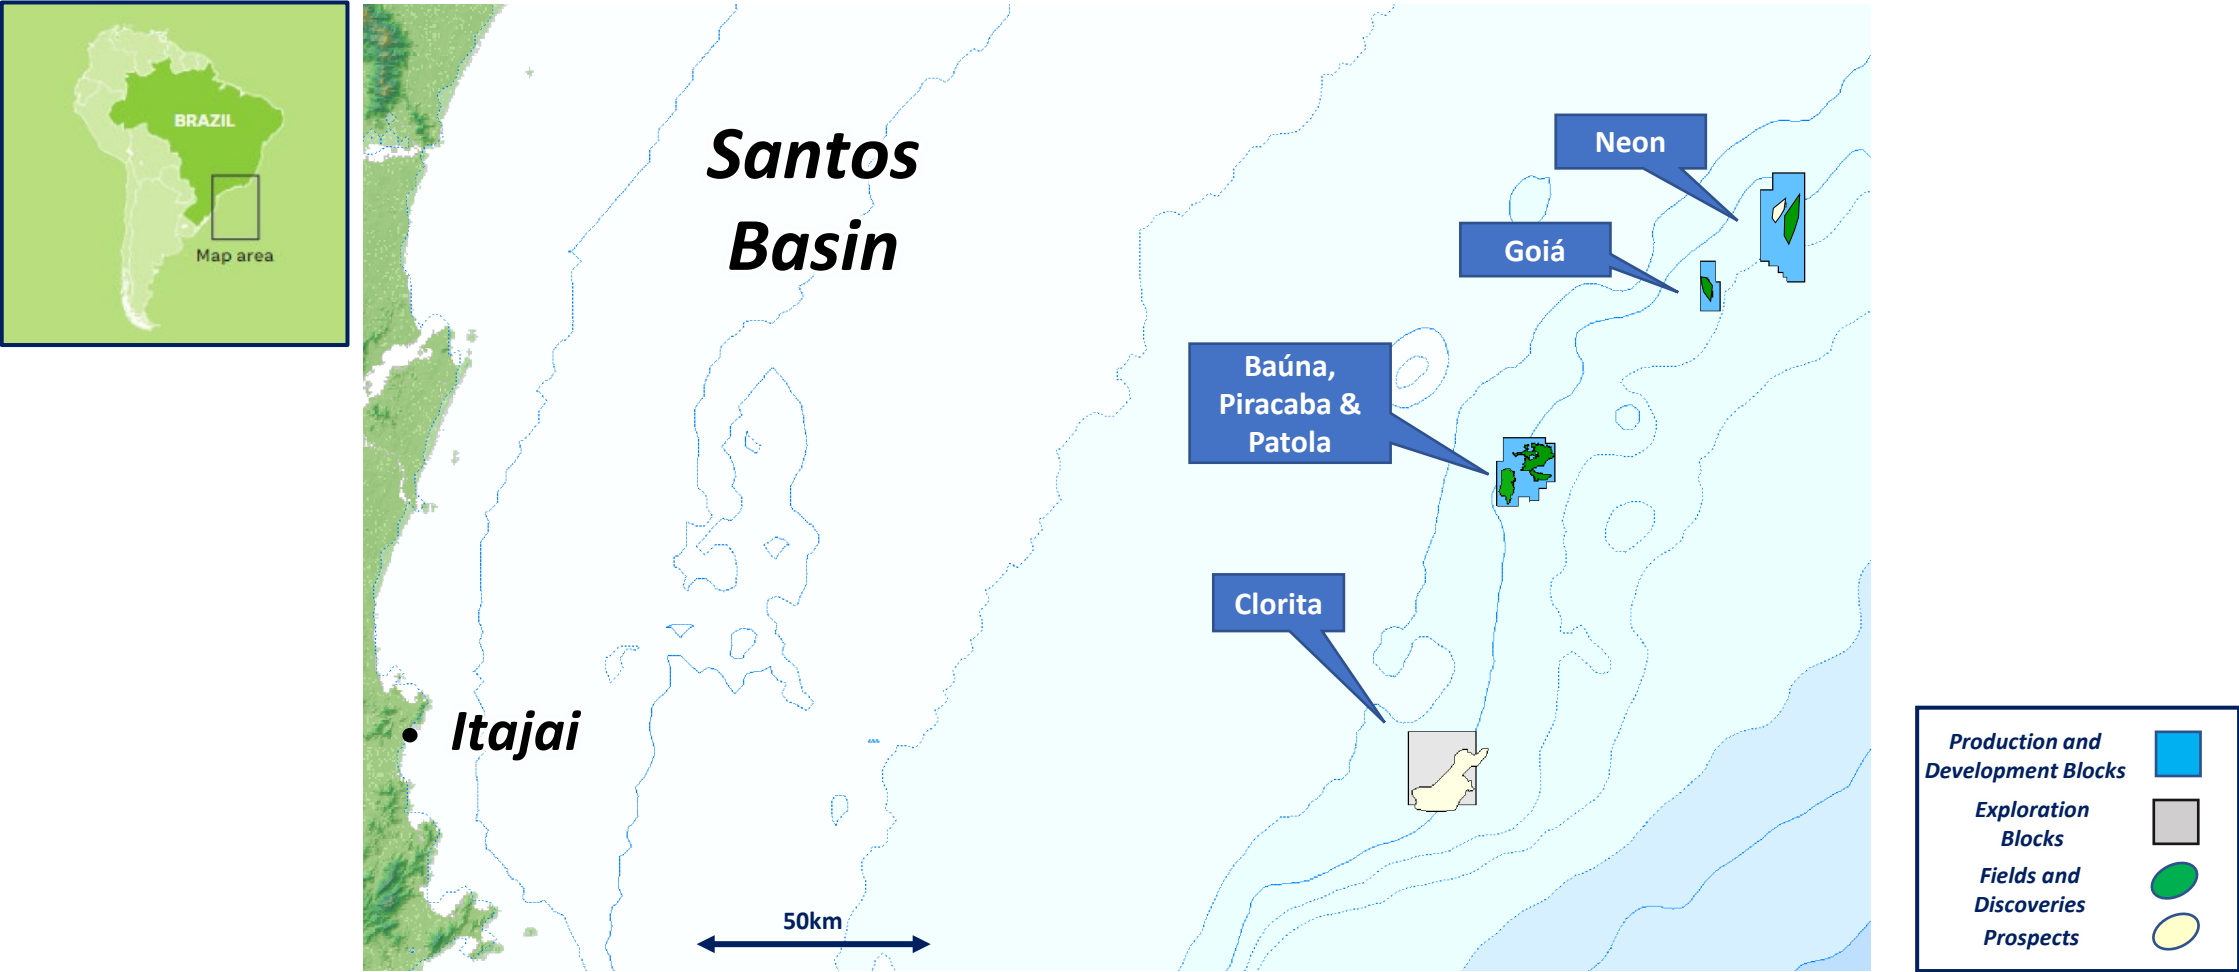 BRAZIL
Map area
Santos
Basin
Neon
Goiá
Baúna,
Piracaba &
Patola
Clorita
Itajai
50km
Production and
Development Blocks
Exploration
Blocks
Fields and
Discoveries
Prospects